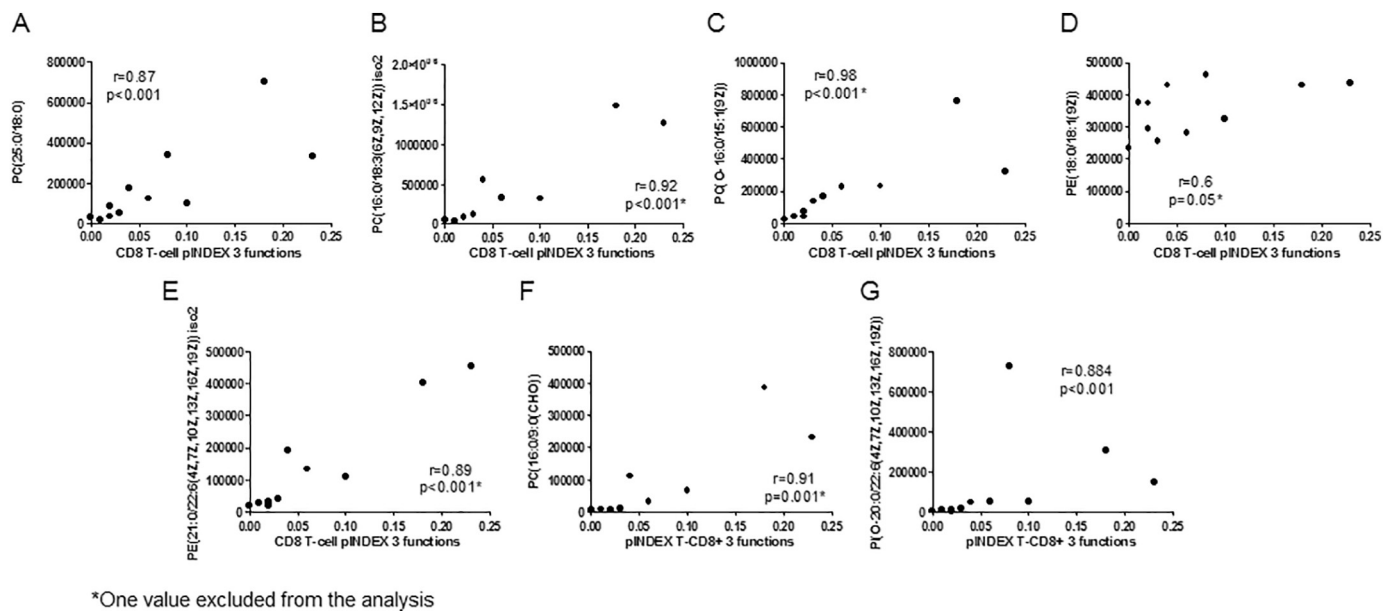 A
B
C
D
PC(25:0/18:0)
800000
600000
400000
200000
0
0.00 0.05 0.10 0.15 0.20 0.25
CD8 T-cell pINDEX 3 functions
r=0.87
p<0.001
PC(16:0/18:3(6Z,9Z,12Z)) iso2
1000000
500000
0
0.00 0.05 0.10 0.15 0.20 0.25
CD8 T-cell pINDEX 3 functions
r=0.92
p<0.001*
PC(O-16:0/15:1(9Z)
1000000
800000
600000
400000
200000
0
0.00 0.05 0.10 0.15 0.20 0.25
CD8 T-cell pINDEX 3 functions
r=0.98
p<0.001*
PE(18:0/18:1(9Z)
500000
400000
300000
200000
100000
0
0.00 0.05 0.10 0.15 0.20 0.25
CD8 T-cell pINDEX 3 functions
r=0.6
p=0.05*
E
F
G
PE(21:0/22:6(4Z,7Z,10Z,13Z,16Z,19Z)) iso2
500000
400000
300000
200000
100000
0
0.00 0.05 0.10 0.15 0.20 0.25
CD8 T-cell pINDEX 3 functions
r=0.89
p<0.001*
PC(16:0/9:0(CHO))
500000
400000
300000
200000
100000
0
0.00 0.05 0.10 0.15 0.20 0.25
pINDEX T-CD8+ 3 functions
r=0.91
p=0.001*
PI(O-20:0/22:6(4Z,7Z,10Z,13Z,16Z,19Z))
800000
600000
400000
200000
0
0.00 0.05 0.10 0.15 0.20 0.25
pINDEX T-CD8+ 3 functions
r=0.884
p<0.001
*One value excluded from the analysis